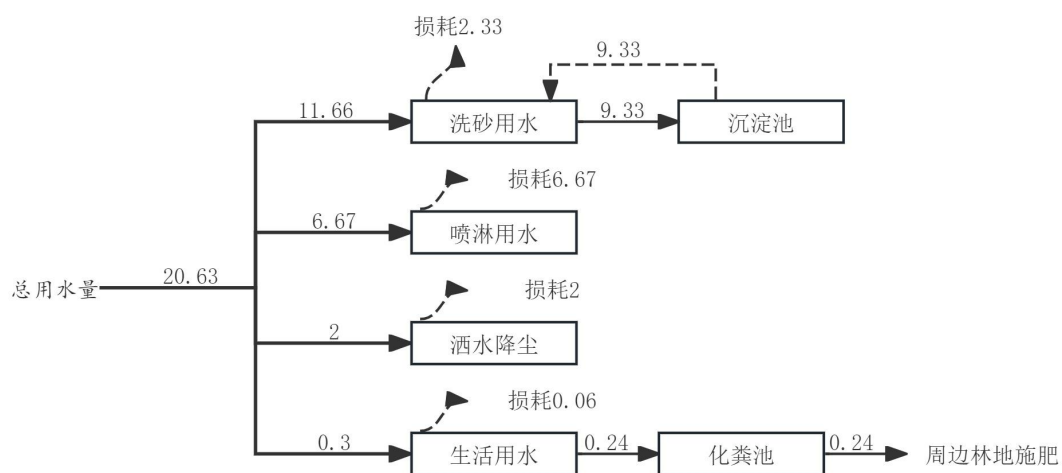 损耗2.33
9.33
11.66
洗砂用水
9.33
沉淀池
损耗6.67
6.67
喷淋用水
总用水量
20.63
损耗2
2
洒水降尘
损耗0.06
0.3
生活用水
0.24
化粪池
0.24
周边林地施肥